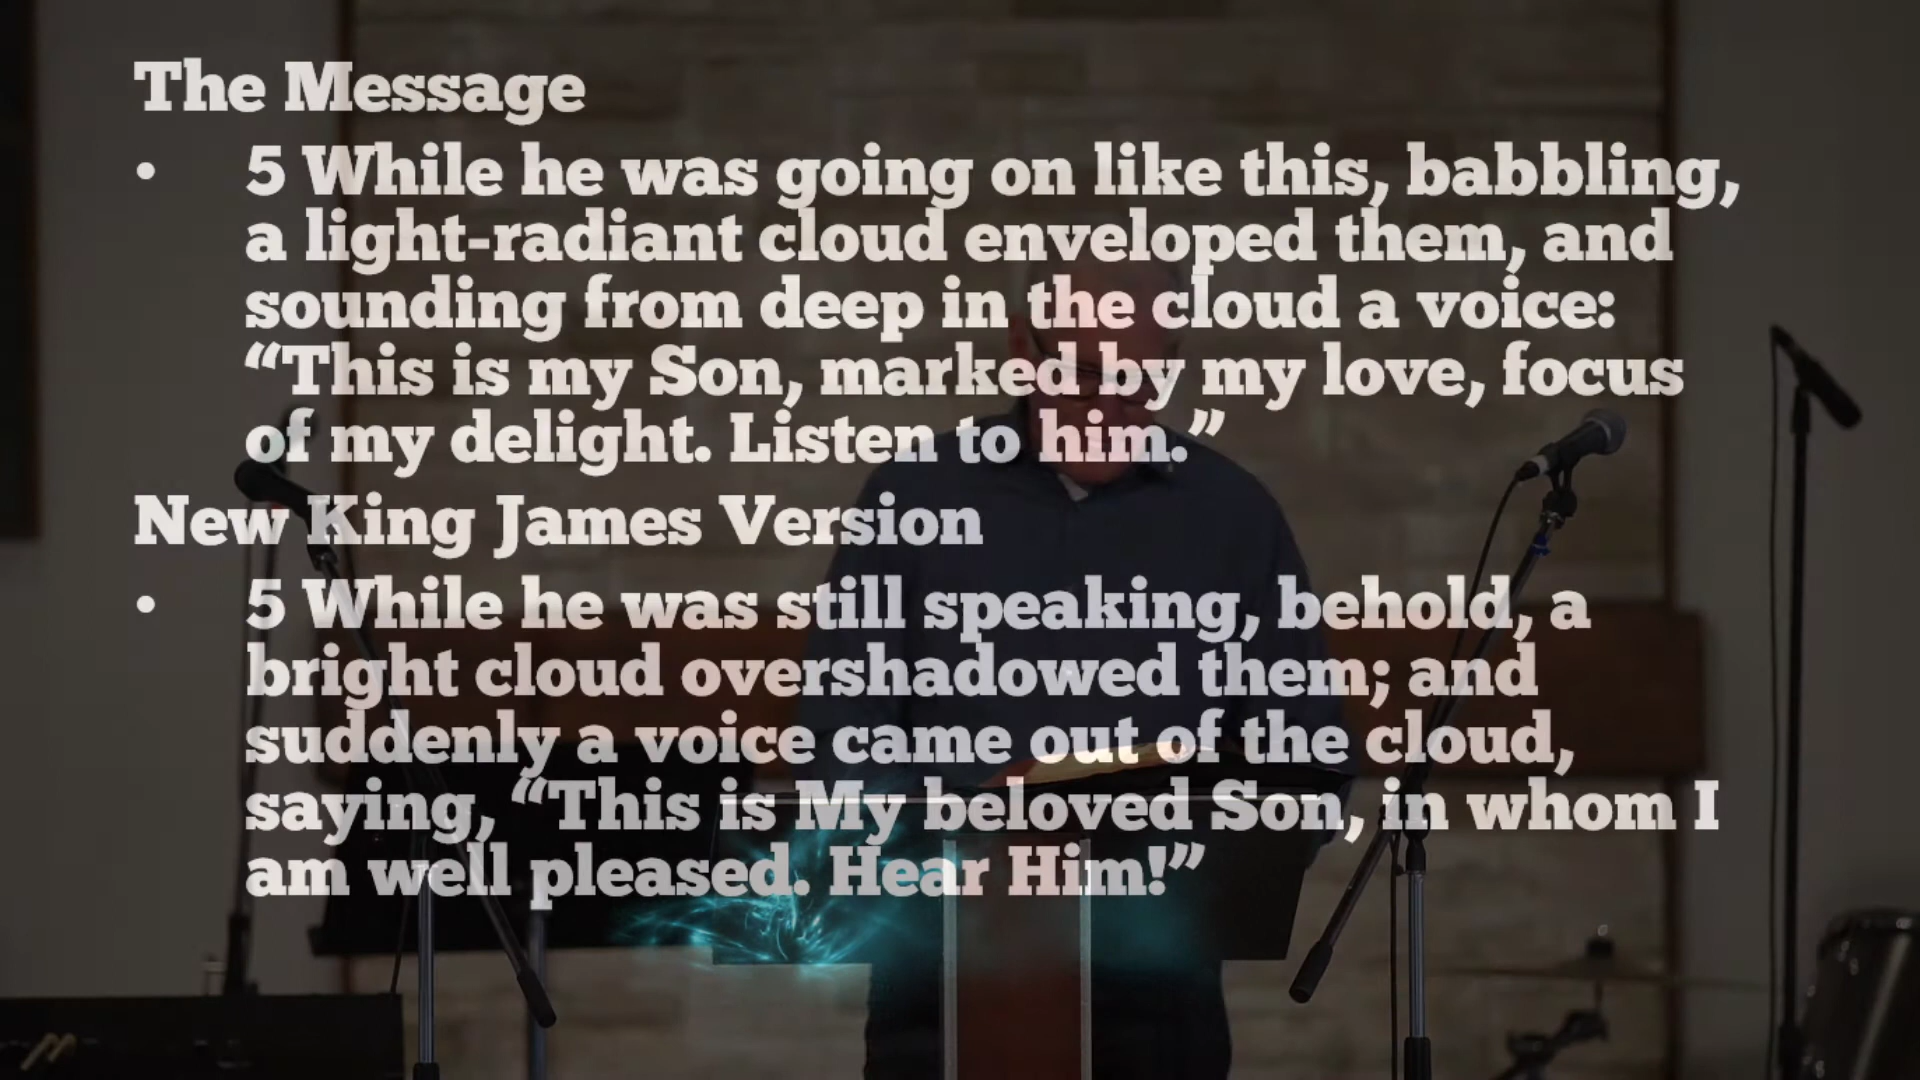 The Message
• 5 While he was going on like this, babbling,
a light-radiant cloud enveloped them, and
sounding from deep in the cloud a voice:
“This is my Son, marked by my love, focus
of my delight. Listen to him.”
New King James Version
• 5 While he was still speaking, behold, a
bright cloud overshadowed them; and
suddenly a voice came out of the cloud,
saying, “This is My beloved Son, in whom I
am well pleased. Hear Him!”